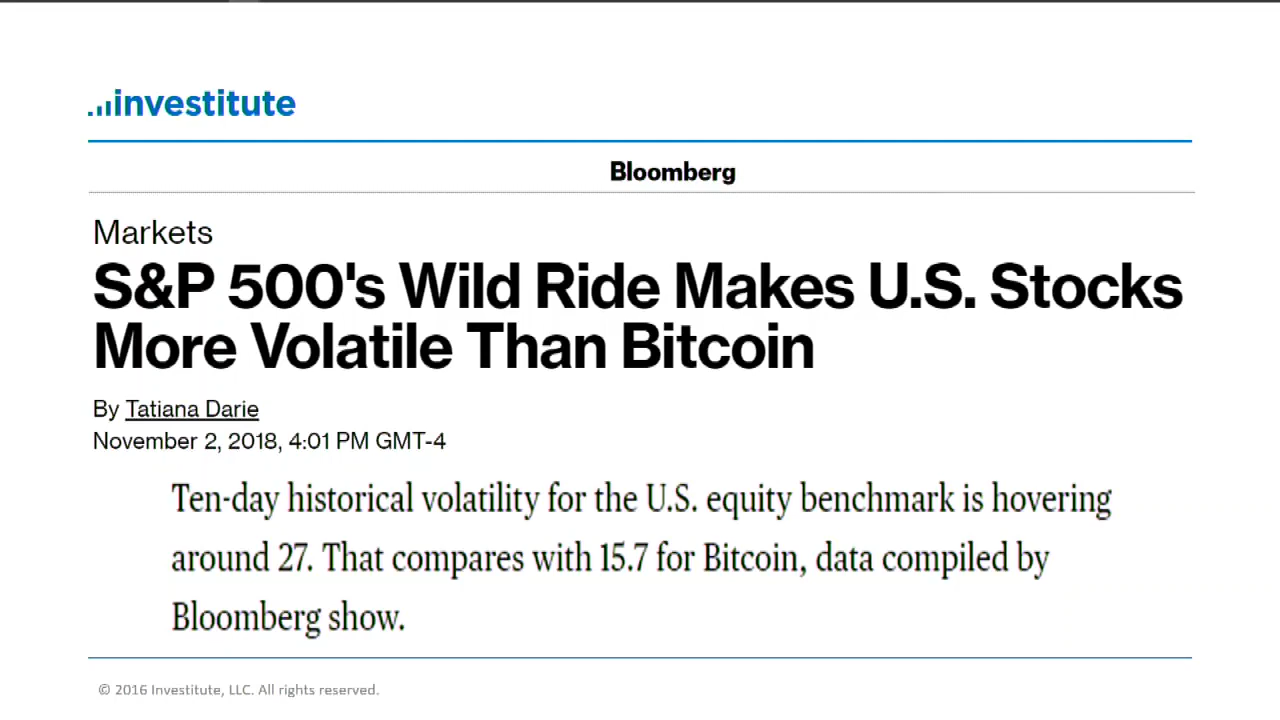 investitute
Bloomberg
Markets
S&P 500's Wild Ride Makes U.S. Stocks
More Volatile Than Bitcoin
By Tatiana Darie
November 2, 2018, 4:01 PM GMT-4
Ten-day historical volatility for the U.S. equity benchmark is hovering
around 27. That compares with 15.7 for Bitcoin, data compiled by
Bloomberg show.
© 2016 Investitute, LLC. All rights reserved.